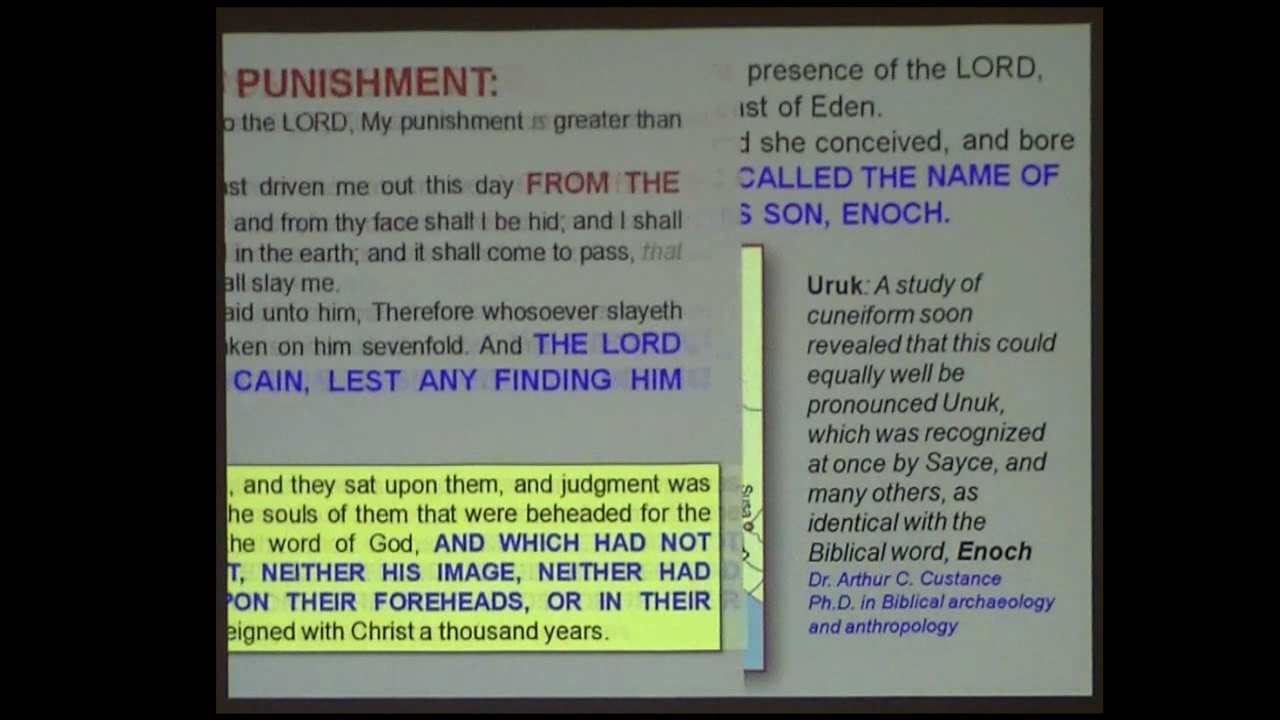 PUNISHMENT:
the LORD, My punishment is greater than
driven me out this day FROM THE
and from thy face shall I be hid; and I shall
in the earth; and it shall come to pass, that
all slay me.
aid unto him, Therefore whosoever slayeth
ken on him sevenfold. And THE LORD
CAIN, LEST ANY FINDING HIM
, and they sat upon them, and judgment was
he souls of them that were beheaded for the
he word of God, AND WHICH HAD NOT
T, NEITHER HIS IMAGE, NEITHER HAD
PON THEIR FOREHEADS, OR IN THEIR
eigned with Christ a thousand years.
presence of the LORD,
st of Eden.
she conceived, and bore
CALLED THE NAME OF
S SON, ENOCH.
Susa
Uruk: A study of
cuneiform soon
revealed that this could
equally well be
pronounced Unuk,
which was recognized
at once by Sayce, and
many others, as
identical with the
Biblical word, Enoch
Dr. Arthur C. Custance
Ph.D. in Biblical archaeology
and anthropology